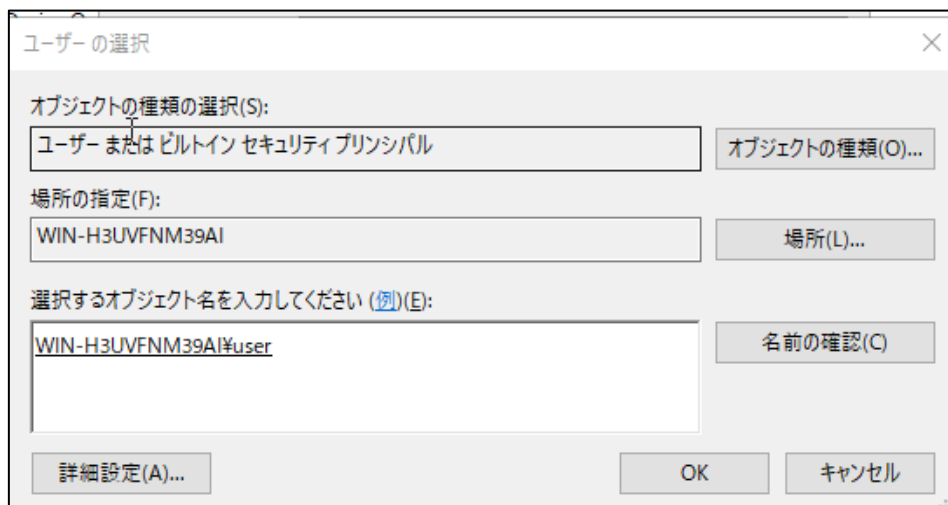 ユーザー の選択
オブジェクトの種類の選択(S):
ユーザー または ビルトイン セキュリティ プリンシパル
オブジェクトの種類(O)...
場所の指定(F):
WIN-H3UVFNM39AI
場所(L)...
選択するオブジェクト名を入力してください (例)(E):
WIN-H3UVFNM39AI¥user
名前の確認(C)
詳細設定(A)...
OK
キャンセル